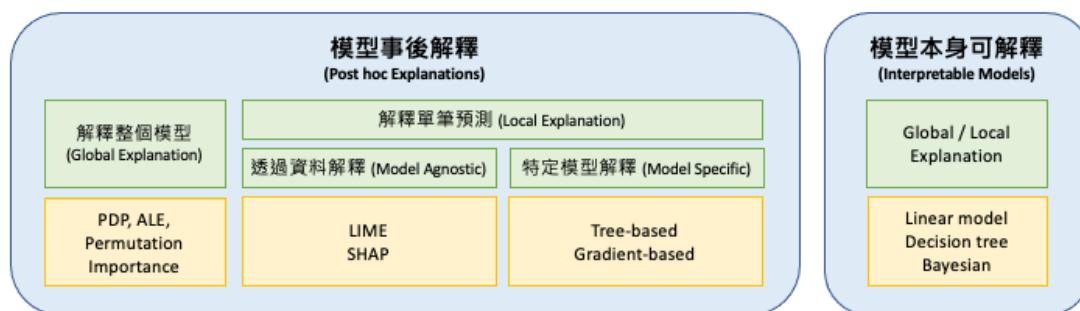 模型事後解釋
(Post hoc Explanations)
解釋整個模型
(Global Explanation)
解釋單筆預測 (Local Explanation)
透過資料解釋 (Model Agnostic)
特定模型解釋 (Model Specific)
PDP, ALE,
Permutation
Importance
LIME
SHAP
Tree-based
Gradient-based
模型本身可解釋
(Interpretable Models)
Global / Local
Explanation
Linear model
Decision tree
Bayesian